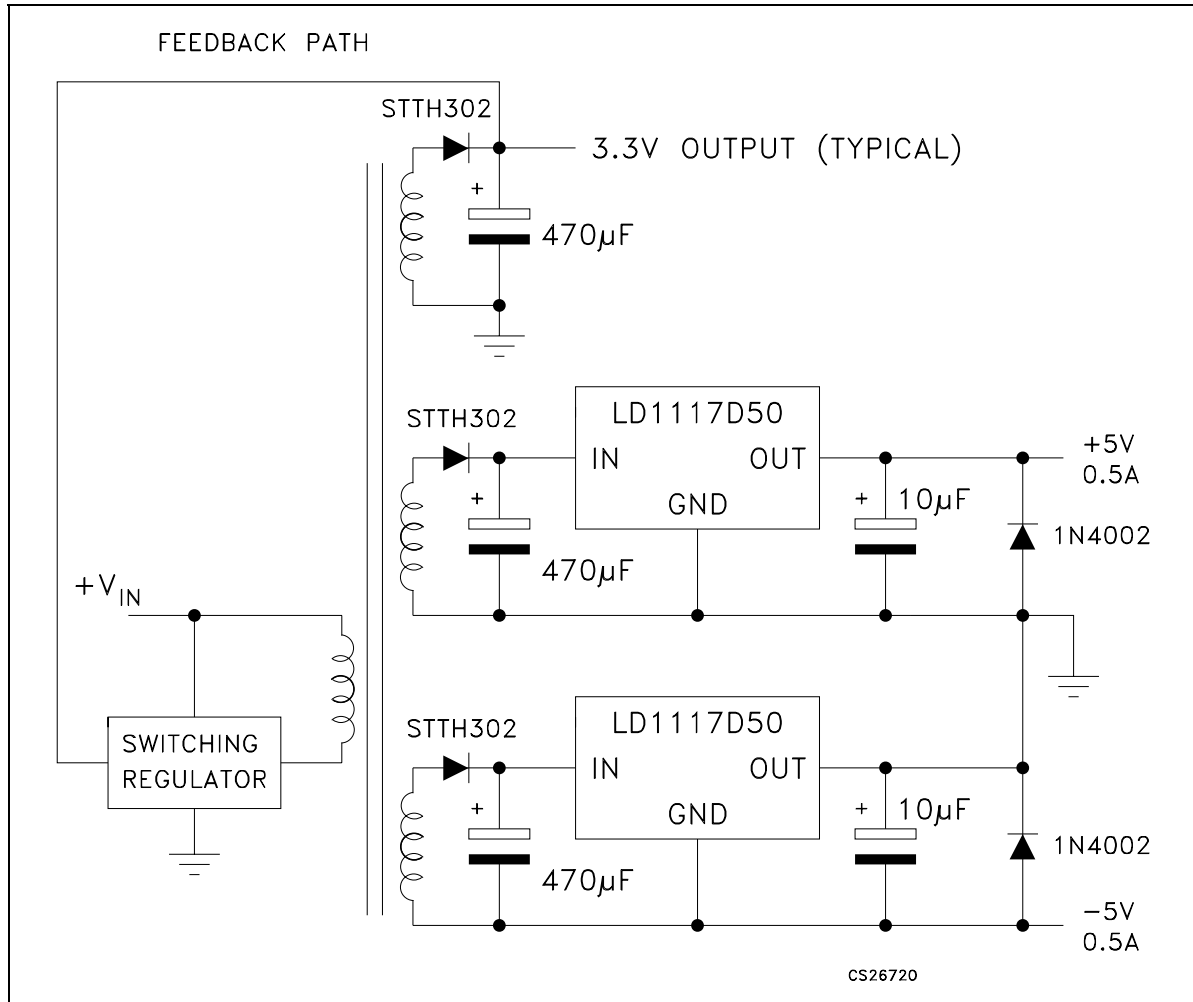 FEEDBACK PATH
STTH302
3.3V OUTPUT (TYPICAL)
+
470µF
STTH302
LD1117D50
IN
OUT
GND
+
470µF
+
10µF
+5V
0.5A
1N4002
+V_IN
SWITCHING
REGULATOR
STTH302
LD1117D50
IN
OUT
GND
+
470µF
+
10µF
1N4002
-5V
0.5A
CS26720